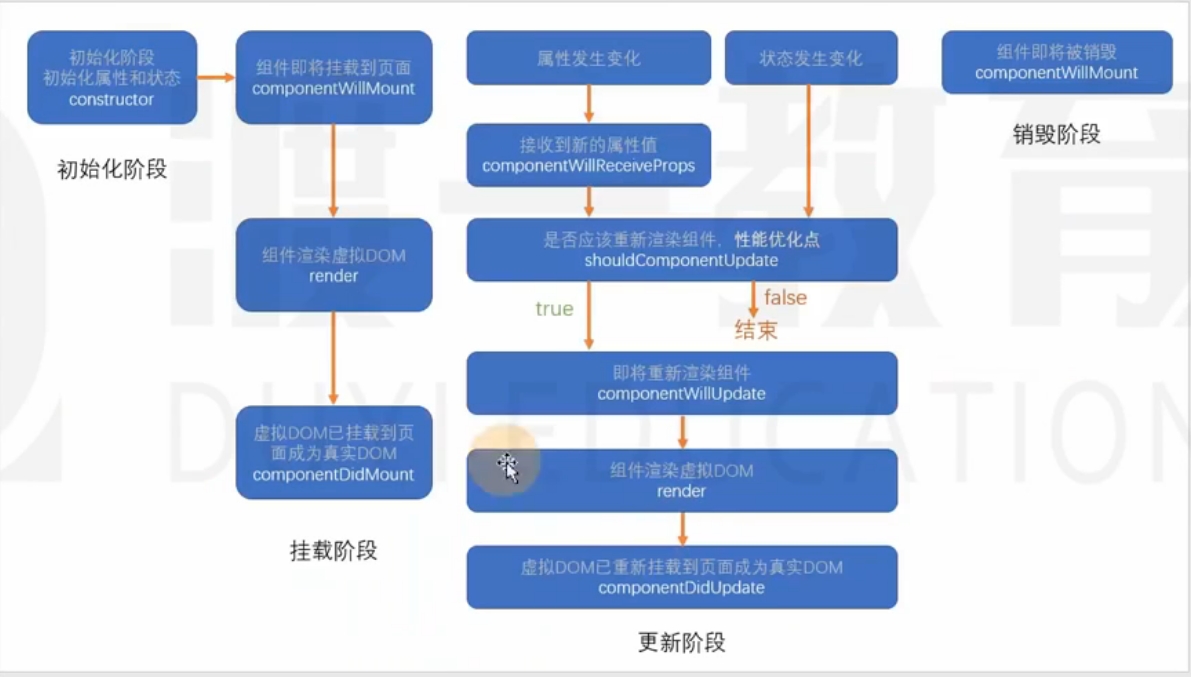 初始化阶段
初始化属性和状态
constructor
初始化阶段
组件即将挂载到页面
componentWillMount
组件渲染虚拟DOM
render
虚拟DOM已挂载到页
面成为真实DOM
componentDidMount
挂载阶段
属性发生变化
状态发生变化
接收到新的属性值
componentWillReceiveProps
是否应该重新渲染组件，性能优化点
shouldComponentUpdate
true
false
结束
即将重新渲染组件
componentWillUpdate
组件渲染虚拟DOM
render
虚拟DOM已重新挂载到页面成为真实DOM
componentDidUpdate
更新阶段
组件即将被销毁
componentWillMount
销毁阶段
渡一教育
DUYI EDUCATION